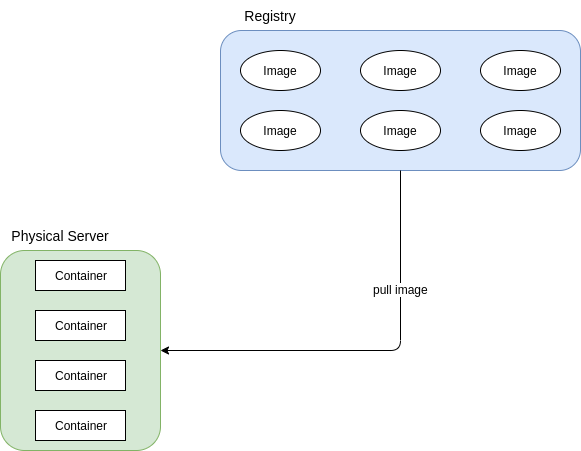 Registry
Image Image Image
Image Image Image
Physical Server
Container
pull image
Container
Container
Container